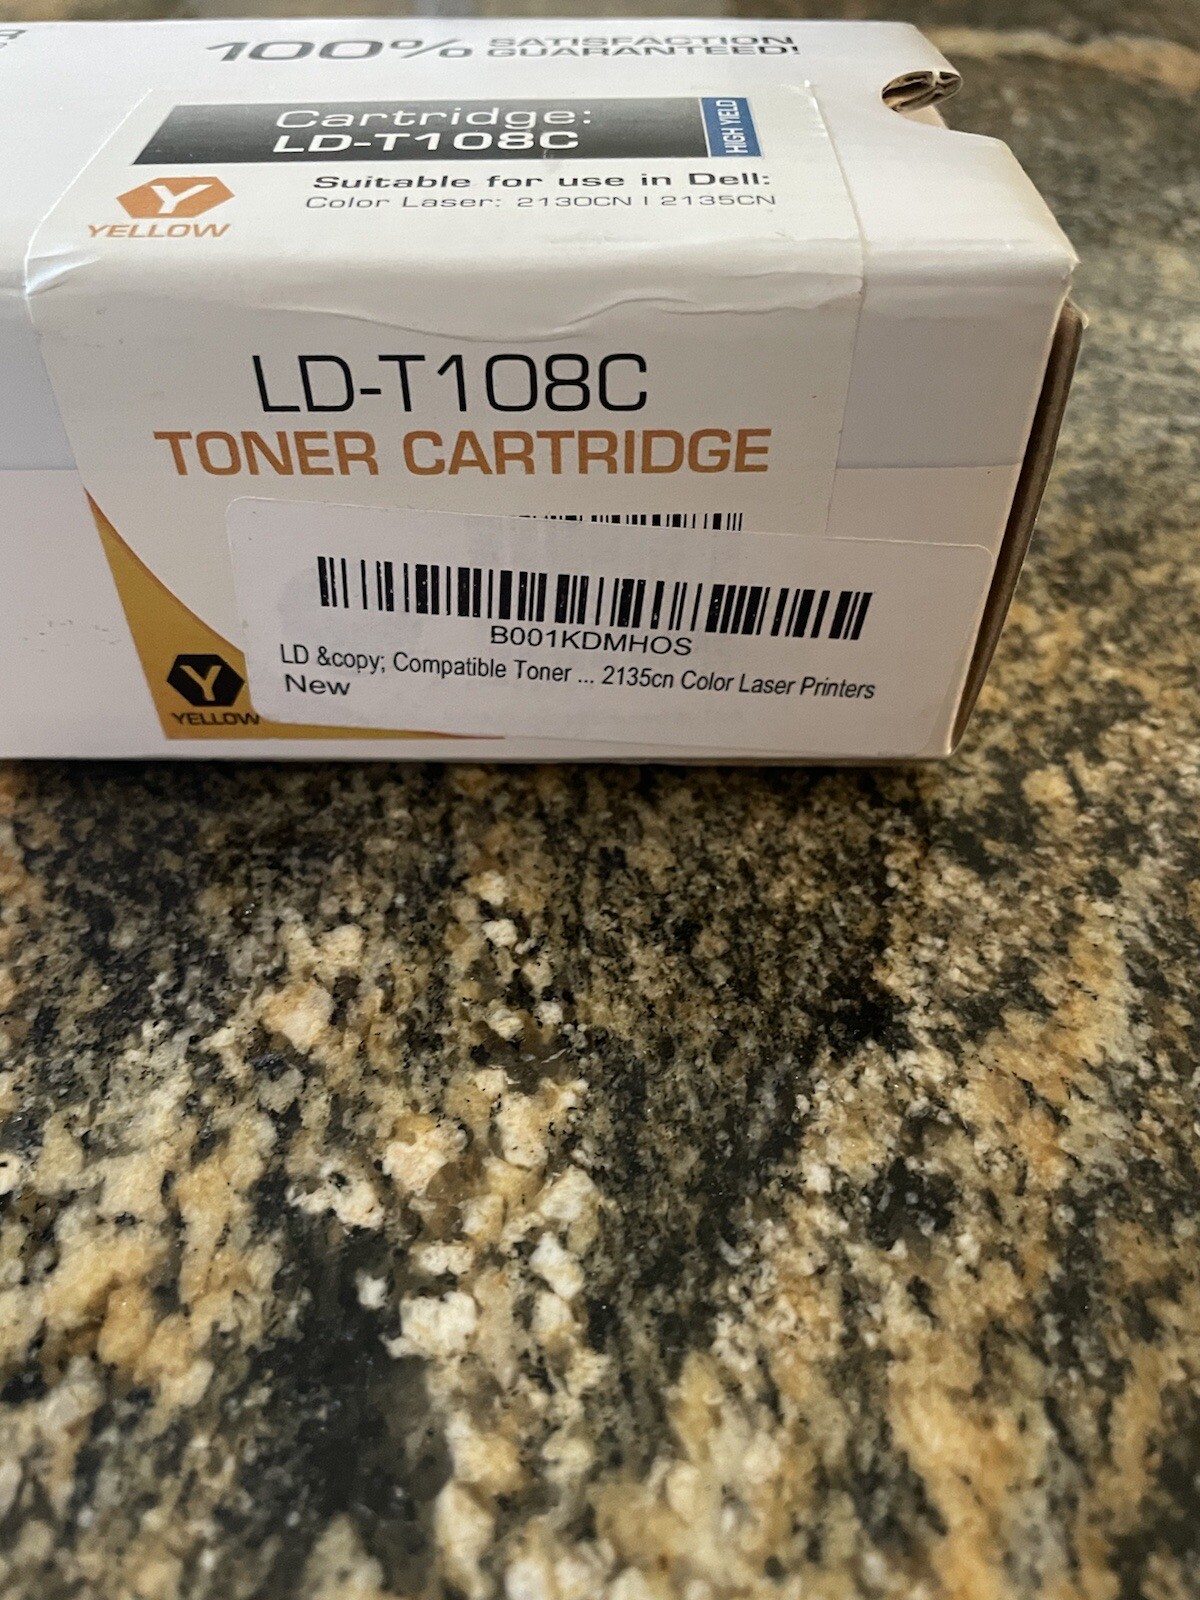 100% SATISFACTION
GUARANTEED!
Cartridge:
LD-T108C
HIGH YIELD
Suitable for use in Dell:
Color Laser: 2130CN | 2135CN
Y
YELLOW
LD-T108C
TONER CARTRIDGE
B001KDMHOS
LD &copy; Compatible Toner ... 2135cn Color Laser Printers
New
Y
YELLOW